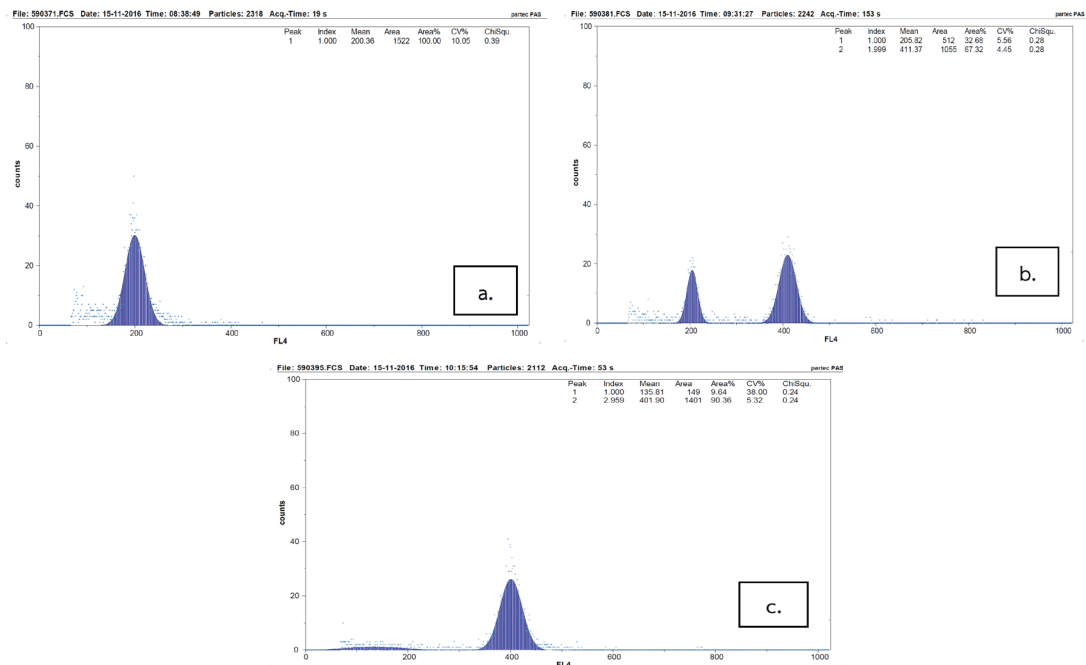 File: 590371.FCS Date: 15-11-2016 Time: 08:38:49 Particles: 2318 Acq.-Time: 19 s partec PAS
Peak Index Mean Area Area% CV% ChiSqu.
1 1.000 200.36 1522 100.00 10.05 0.39
100
80
60
40
20
0
counts
0 200 400 600 800 1000
FL4
a.
File: 590381.FCS Date: 15-11-2016 Time: 09:31:27 Particles: 2242 Acq.-Time: 153 s partec PAS
Peak Index Mean Area Area% CV% ChiSqu.
1 1.000 205.82 512 32.68 5.56 0.28
2 1.999 411.37 1055 67.32 4.45 0.28
100
80
60
40
20
0
counts
0 200 400 600 800 1000
FL4
b.
File: 590395.FCS Date: 15-11-2016 Time: 10:15:54 Particles: 2112 Acq.-Time: 53 s partec PAS
Peak Index Mean Area Area% CV% ChiSqu.
1 1.000 135.81 149 9.64 38.00 0.24
2 2.959 401.90 1401 90.36 5.32 0.24
100
80
60
40
20
0
counts
0 200 400 600 800 1000
FL4
c.